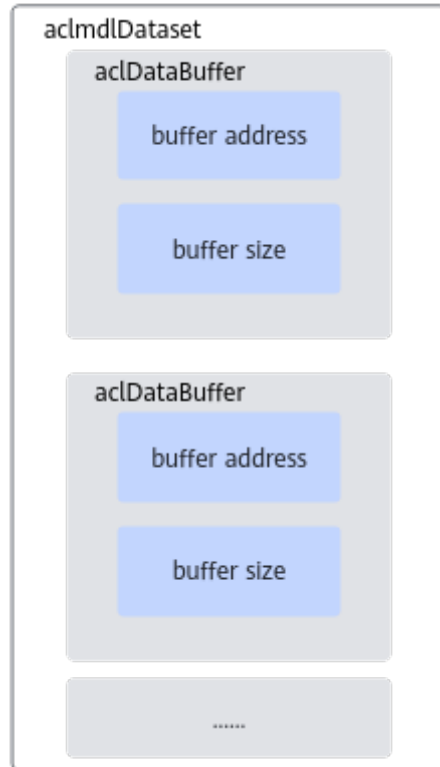 aclmdlDataset
aclDataBuffer
buffer address
buffer size
aclDataBuffer
buffer address
buffer size
......